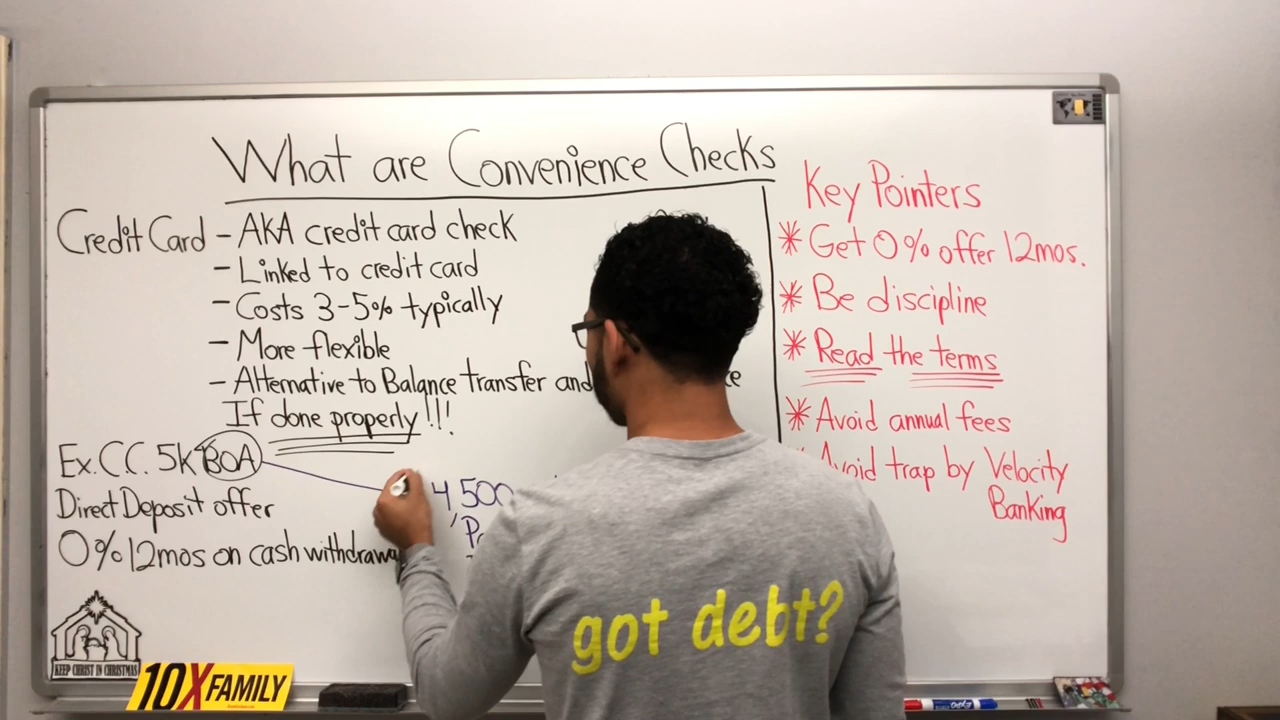 What are Convenience Checks
Credit Card - AKA credit card check
- Linked to credit card
- Costs 3-5% typically
- More flexible
- Alternative to Balance transfer and
If done properly!!!
Ex. C.C. 5K BOA
Direct Deposit offer
0% 12mos on cash
4,500
Key Pointers
* Get 0% offer 12mos.
* Be discipline
* Read the terms
* Avoid annual fees
Avoid trap by Velocity
Banking
got debt?
KEEP CHRIST IN CHRISTMAS
10X FAMILY